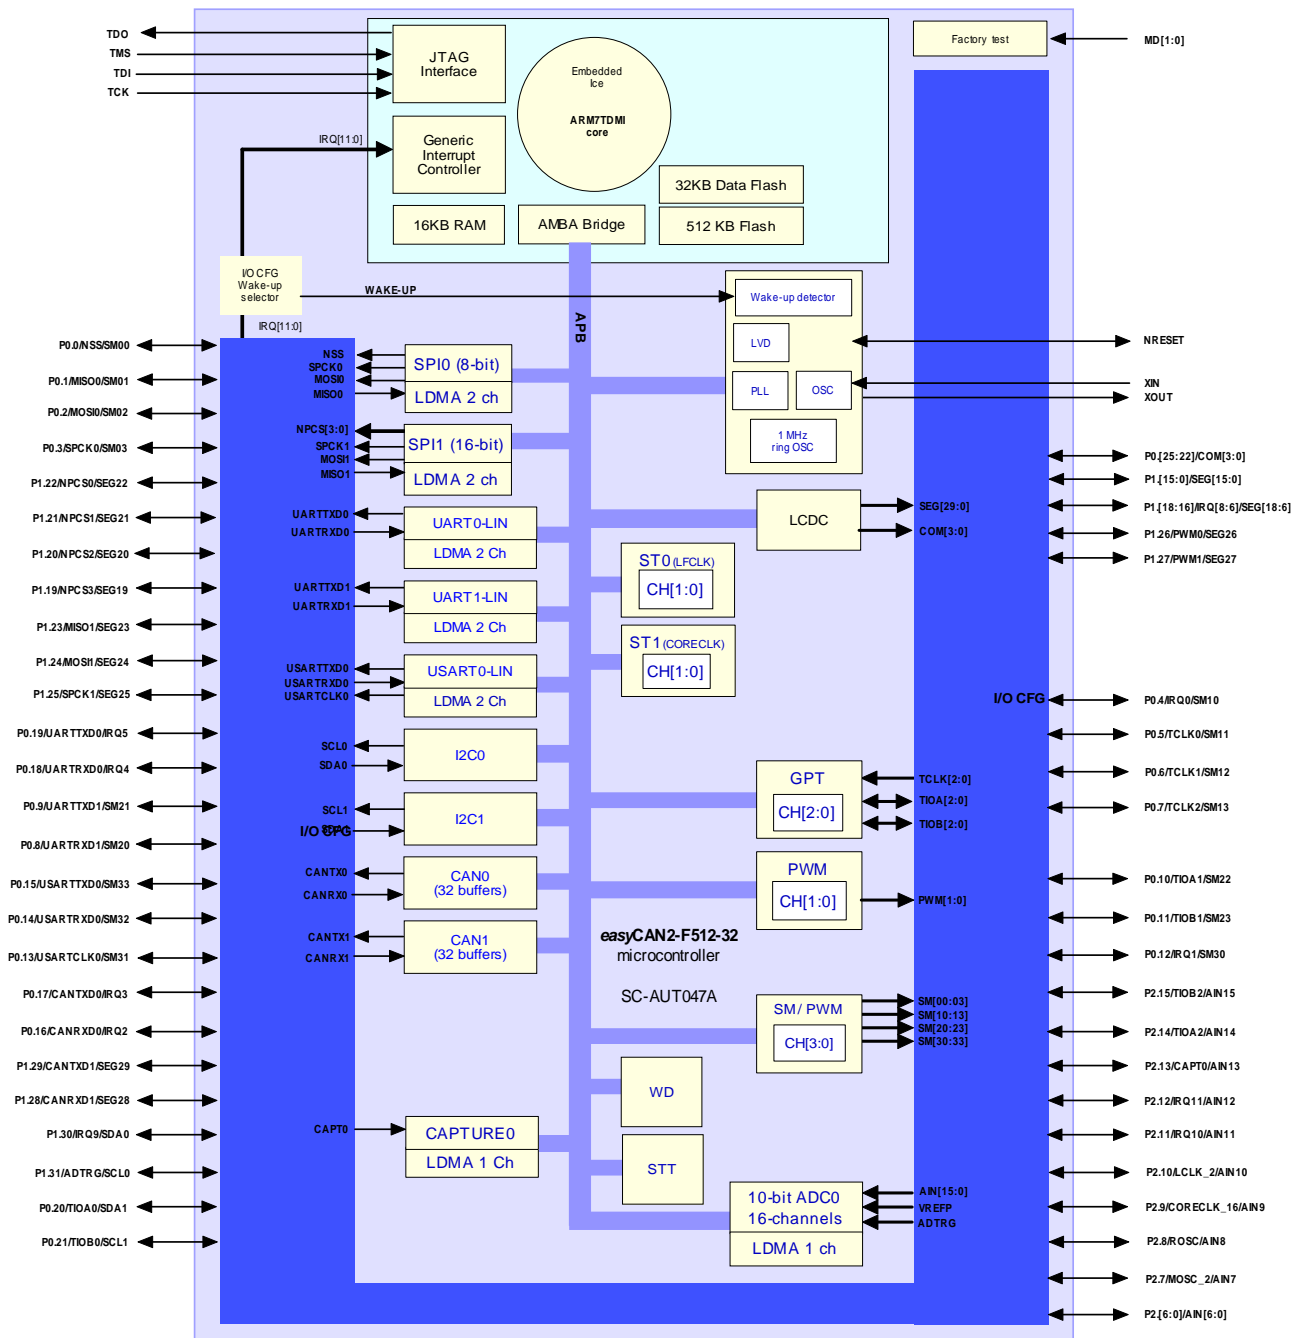 TDO
TMS
TDI
TCK
JTAG
Interface
Embedded
Ice
ARM7TDMI
core
Factory test
MD[1:0]
IRQ[11:0]
Generic
Interrupt
Controller
32KB Data Flash
16KB RAM
AMBA Bridge
512 KB Flash
I/O CFG
Wake-up
selector
WAKE-UP
IRQ[11:0]
APB
Wake-up detector
LVD
PLL
OSC
1 MHz
ring OSC
NRESET
XIN
XOUT
P0.0/NSS/SM00
P0.1/MISO0/SM01
P0.2/MOSI0/SM02
P0.3/SPCK0/SM03
P1.22/NPCS0/SEG22
P1.21/NPCS1/SEG21
P1.20/NPCS2/SEG20
P1.19/NPCS3/SEG19
P1.23/MISO1/SEG23
P1.24/MOSI1/SEG24
P1.25/SPCK1/SEG25
P0.19/UARTTXD0/IRQ5
P0.18/UARTRXD0/IRQ4
P0.9/UARTTXD1/SM21
P0.8/UARTRXD1/SM20
P0.15/USARTTXD0/SM33
P0.14/USARTRXD0/SM32
P0.13/USARTCLK0/SM31
P0.17/CANTXD0/IRQ3
P0.16/CANRXD0/IRQ2
P1.29/CANTXD1/SEG29
P1.28/CANRXD1/SEG28
P1.30/IRQ9/SDA0
P1.31/ADTRG/SCL0
P0.20/TIOA0/SDA1
P0.21/TIOB0/SCL1
NSS
SPCK0
MOSI0
MISO0
SPI0 (8-bit)
LDMA 2 ch
NPCS[3:0]
SPCK1
MOSI1
MISO1
SPI1 (16-bit)
LDMA 2 ch
UARTTXD0
UARTRXD0
UART0-LIN
LDMA 2 Ch
UARTTXD1
UARTRXD1
UART1-LIN
LDMA 2 Ch
USARTTXD0
USARTRXD0
USARTCLK0
USART0-LIN
LDMA 2 Ch
SCL0
SDA0
I2C0
SCL1
SDA1
I/O CFG
I2C1
CANTX0
CANRX0
CAN0
(32 buffers)
CANTX1
CANRX1
CAN1
(32 buffers)
CAPT0
CAPTURE0
LDMA 1 Ch
LCDC
SEG[29:0]
COM[3:0]
ST0 (LFCLK)
CH[1:0]
ST1 (CORECLK)
CH[1:0]
I/O CFG
GPT
CH[2:0]
TCLK[2:0]
TIOA[2:0]
TIOB[2:0]
PWM
CH[1:0]
PWM[1:0]
easyCAN2-F512-32
microcontroller
SC-AUT047A
SM/ PWM
CH[3:0]
SM[00:03]
SM[10:13]
SM[20:23]
SM[30:33]
WD
STT
10-bit ADC0
16-channels
LDMA 1 ch
AIN[15:0]
VREFP
ADTRG
P0.[25:22]/COM[3:0]
P1.[15:0]/SEG[15:0]
P1.[18:16]/IRQ[8:6]/SEG[18:6]
P1.26/PWM0/SEG26
P1.27/PWM1/SEG27
P0.4/IRQ0/SM10
P0.5/TCLK0/SM11
P0.6/TCLK1/SM12
P0.7/TCLK2/SM13
P0.10/TIOA1/SM22
P0.11/TIOB1/SM23
P0.12/IRQ1/SM30
P2.15/TIOB2/AIN15
P2.14/TIOA2/AIN14
P2.13/CAPT0/AIN13
P2.12/IRQ11/AIN12
P2.11/IRQ10/AIN11
P2.10/LCLK_2/AIN10
P2.9/CORECLK_16/AIN9
P2.8/ROSC/AIN8
P2.7/MOSC_2/AIN7
P2.[6:0]/AIN[6:0]